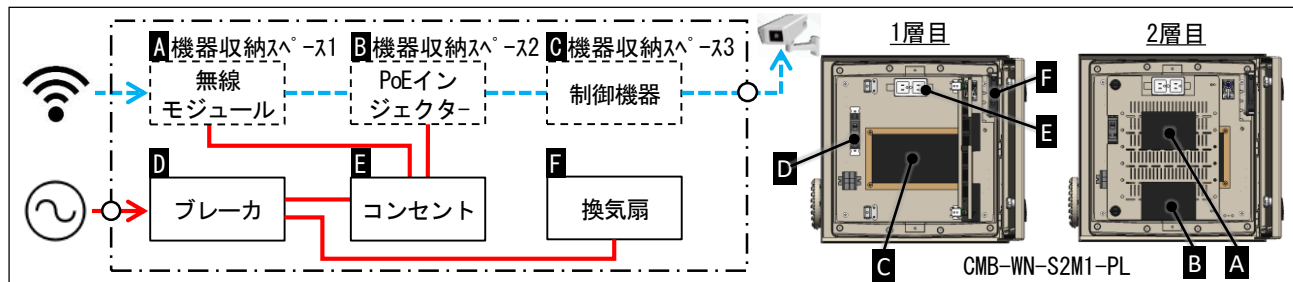 A 機器収納ｽﾍﾟｰｽ1
B 機器収納ｽﾍﾟｰｽ2
C 機器収納ｽﾍﾟｰｽ3
無線
モジュール
PoEイン
ジェクター
制御機器
D
ブレーカ
E
コンセント
F
換気扇
1層目
F
E
D
C
2層目
B
A
CMB-WN-S2M1-PL